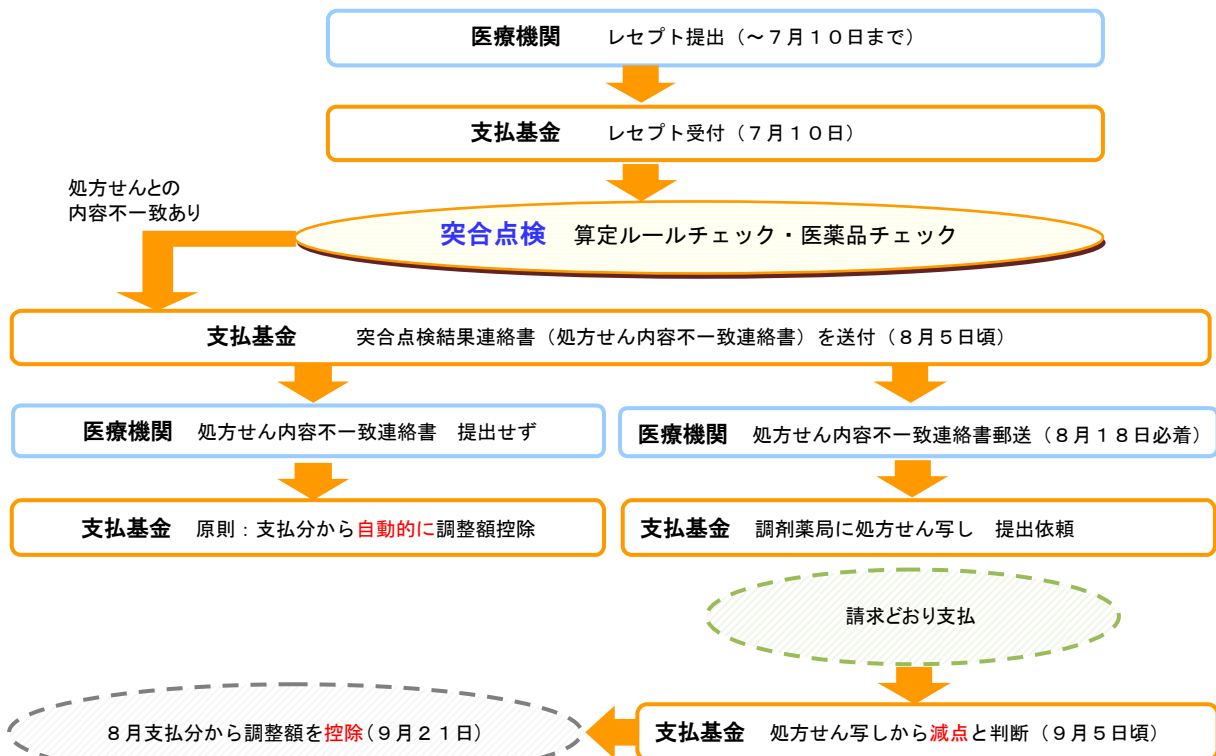 医療機関 レセプト提出（～７月１０日まで）
支払基金 レセプト受付（７月１０日）
処方せんとの
内容不一致あり
突合点検 算定ルールチェック・医薬品チェック
支払基金 突合点検結果連絡書（処方せん内容不一致連絡書）を送付（８月５日頃）
医療機関 処方せん内容不一致連絡書 提出せず
医療機関 処方せん内容不一致連絡書郵送（８月１８日必着）
支払基金 原則：支払分から自動的に調整額控除
支払基金 調剤薬局に処方せん写し 提出依頼
請求どおり支払
８月支払分から調整額を控除（９月２１日）
支払基金 処方せん写しから減点と判断（９月５日頃）